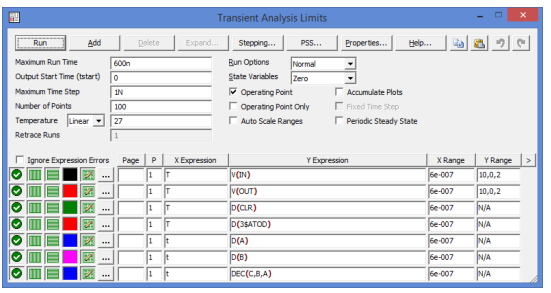 Transient Analysis Limits
Run Add Delete Expand... Stepping... PSS... Properties... Help...
Maximum Run Time 600n Run Options Normal
Output Start Time (tstart) 0 State Variables Zero
Maximum Time Step 1N Operating Point Accumulate Plots
Number of Points 100 Operating Point Only Fixed Time Step
Temperature Linear 27 Auto Scale Ranges Periodic Steady State
Retrace Runs 1
Ignore Expression Errors Page P X Expression Y Expression X Range Y Range >
... 1 T V(IN) 6e-007 10,0,2
... 1 T V(OUT) 6e-007 10,0,2
... 1 T D(CLR) 6e-007 N/A
... 1 T D(3$ATOD) 6e-007 N/A
... 1 t D(A) 6e-007 N/A
... 1 t D(B) 6e-007 N/A
... 1 t DEC(C,B,A) 6e-007 N/A